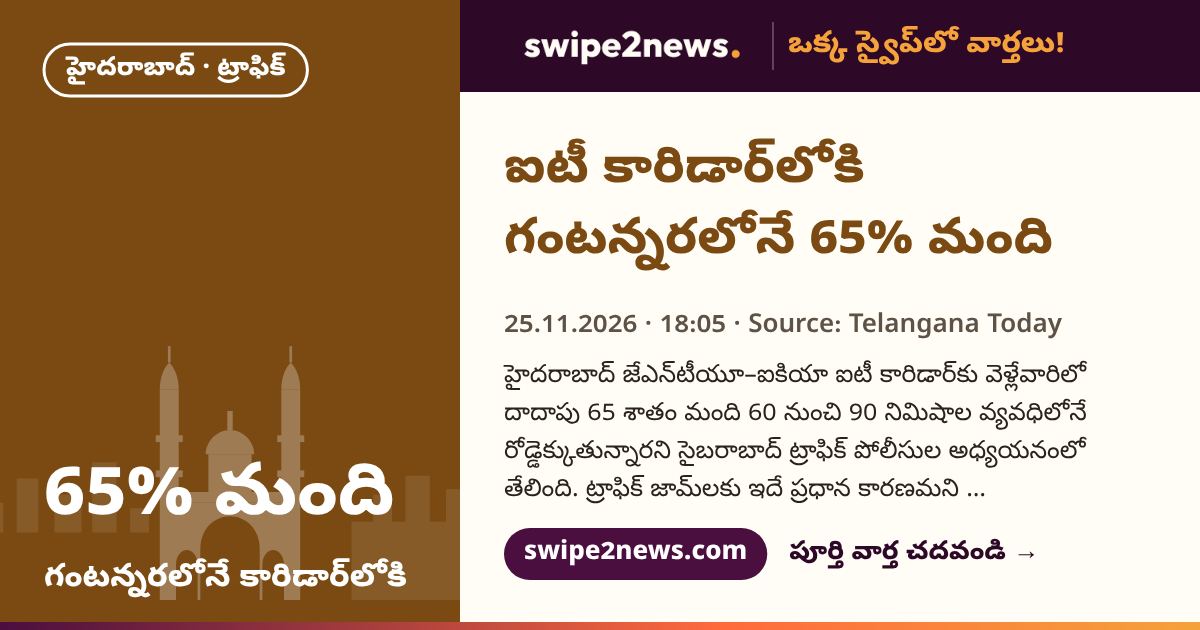 హైదరాబాద్ · ట్రాఫిక్
65% మంది
గంటన్నరలోనే కారిడార్‌లోకి
swipe2news.
ఒక్క స్వైప్‌లో వార్తలు!
ఐటీ కారిడార్‌లోకి
గంటన్నరలోనే 65% మంది
25.11.2026 · 18:05 · Source: Telangana Today
హైదరాబాద్ జేఎన్‌టీయూ–ఐకియా ఐటీ కారిడార్‌కు వెళ్లేవారిలో
దాదాపు 65 శాతం మంది 60 నుంచి 90 నిమిషాల వ్యవధిలోనే
రోడ్డెక్కుతున్నారని సైబరాబాద్ ట్రాఫిక్ పోలీసుల అధ్యయనంలో
తేలింది. ట్రాఫిక్ జామ్‌లకు ఇదే ప్రధాన కారణమని ...
swipe2news.com
పూర్తి వార్త చదవండి →